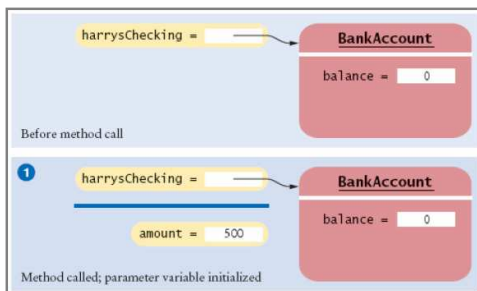 harrysChecking =
BankAccount
balance = 0
Before method call
1
harrysChecking =
BankAccount
balance = 0
amount = 500
Method called; parameter variable initialized